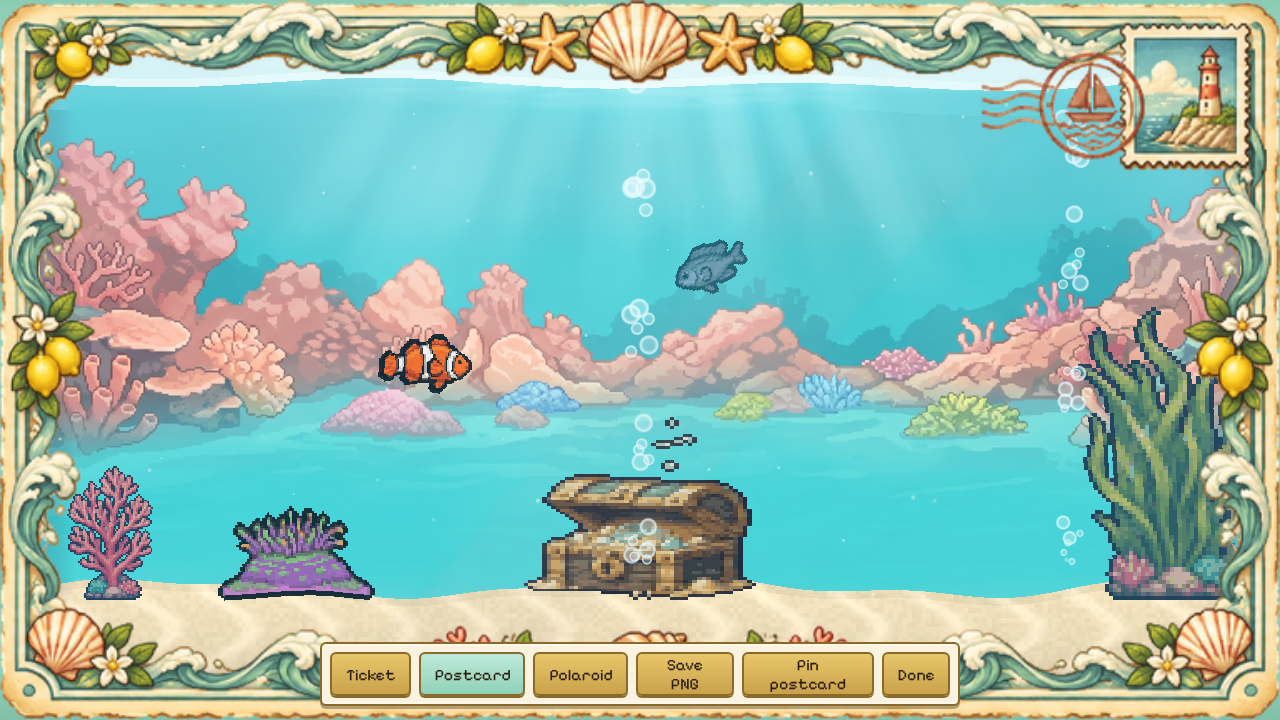 Ticket
Postcard
Polaroid
Save
PNG
Pin
postcard
Done